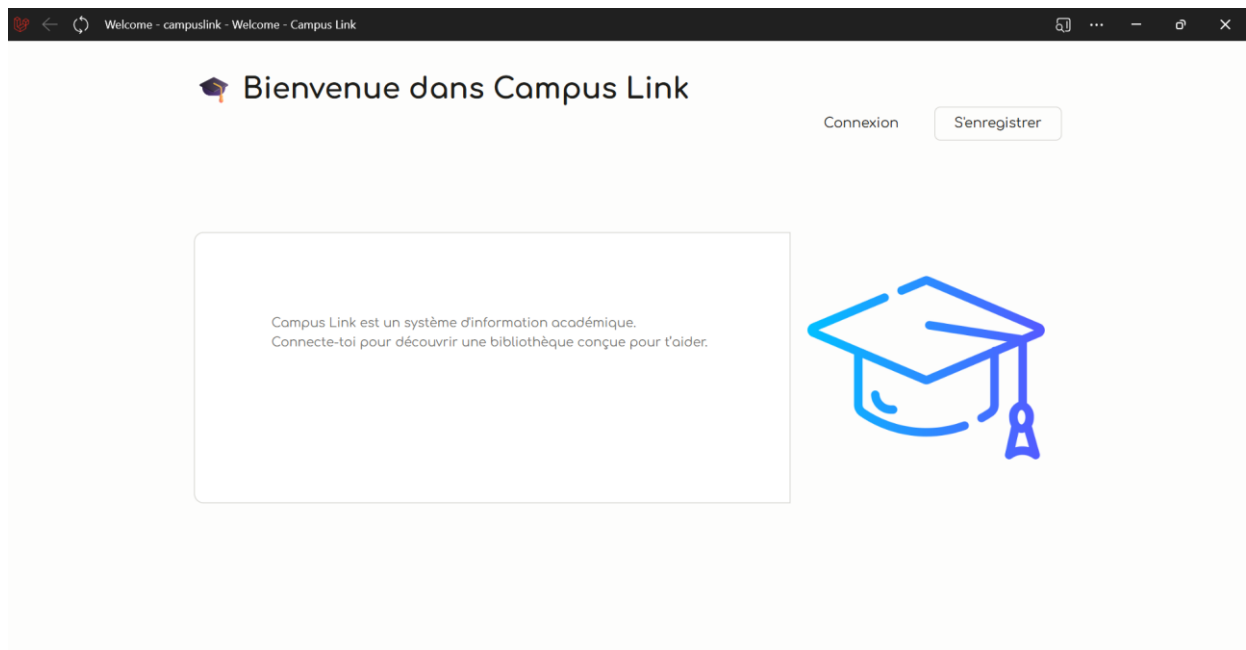 Welcome - campuslink - Welcome - Campus Link
Bienvenue dans Campus Link
Connexion
S'enregistrer
Campus Link est un système d'information académique.
Connecte-toi pour découvrir une bibliothèque conçue pour t'aider.